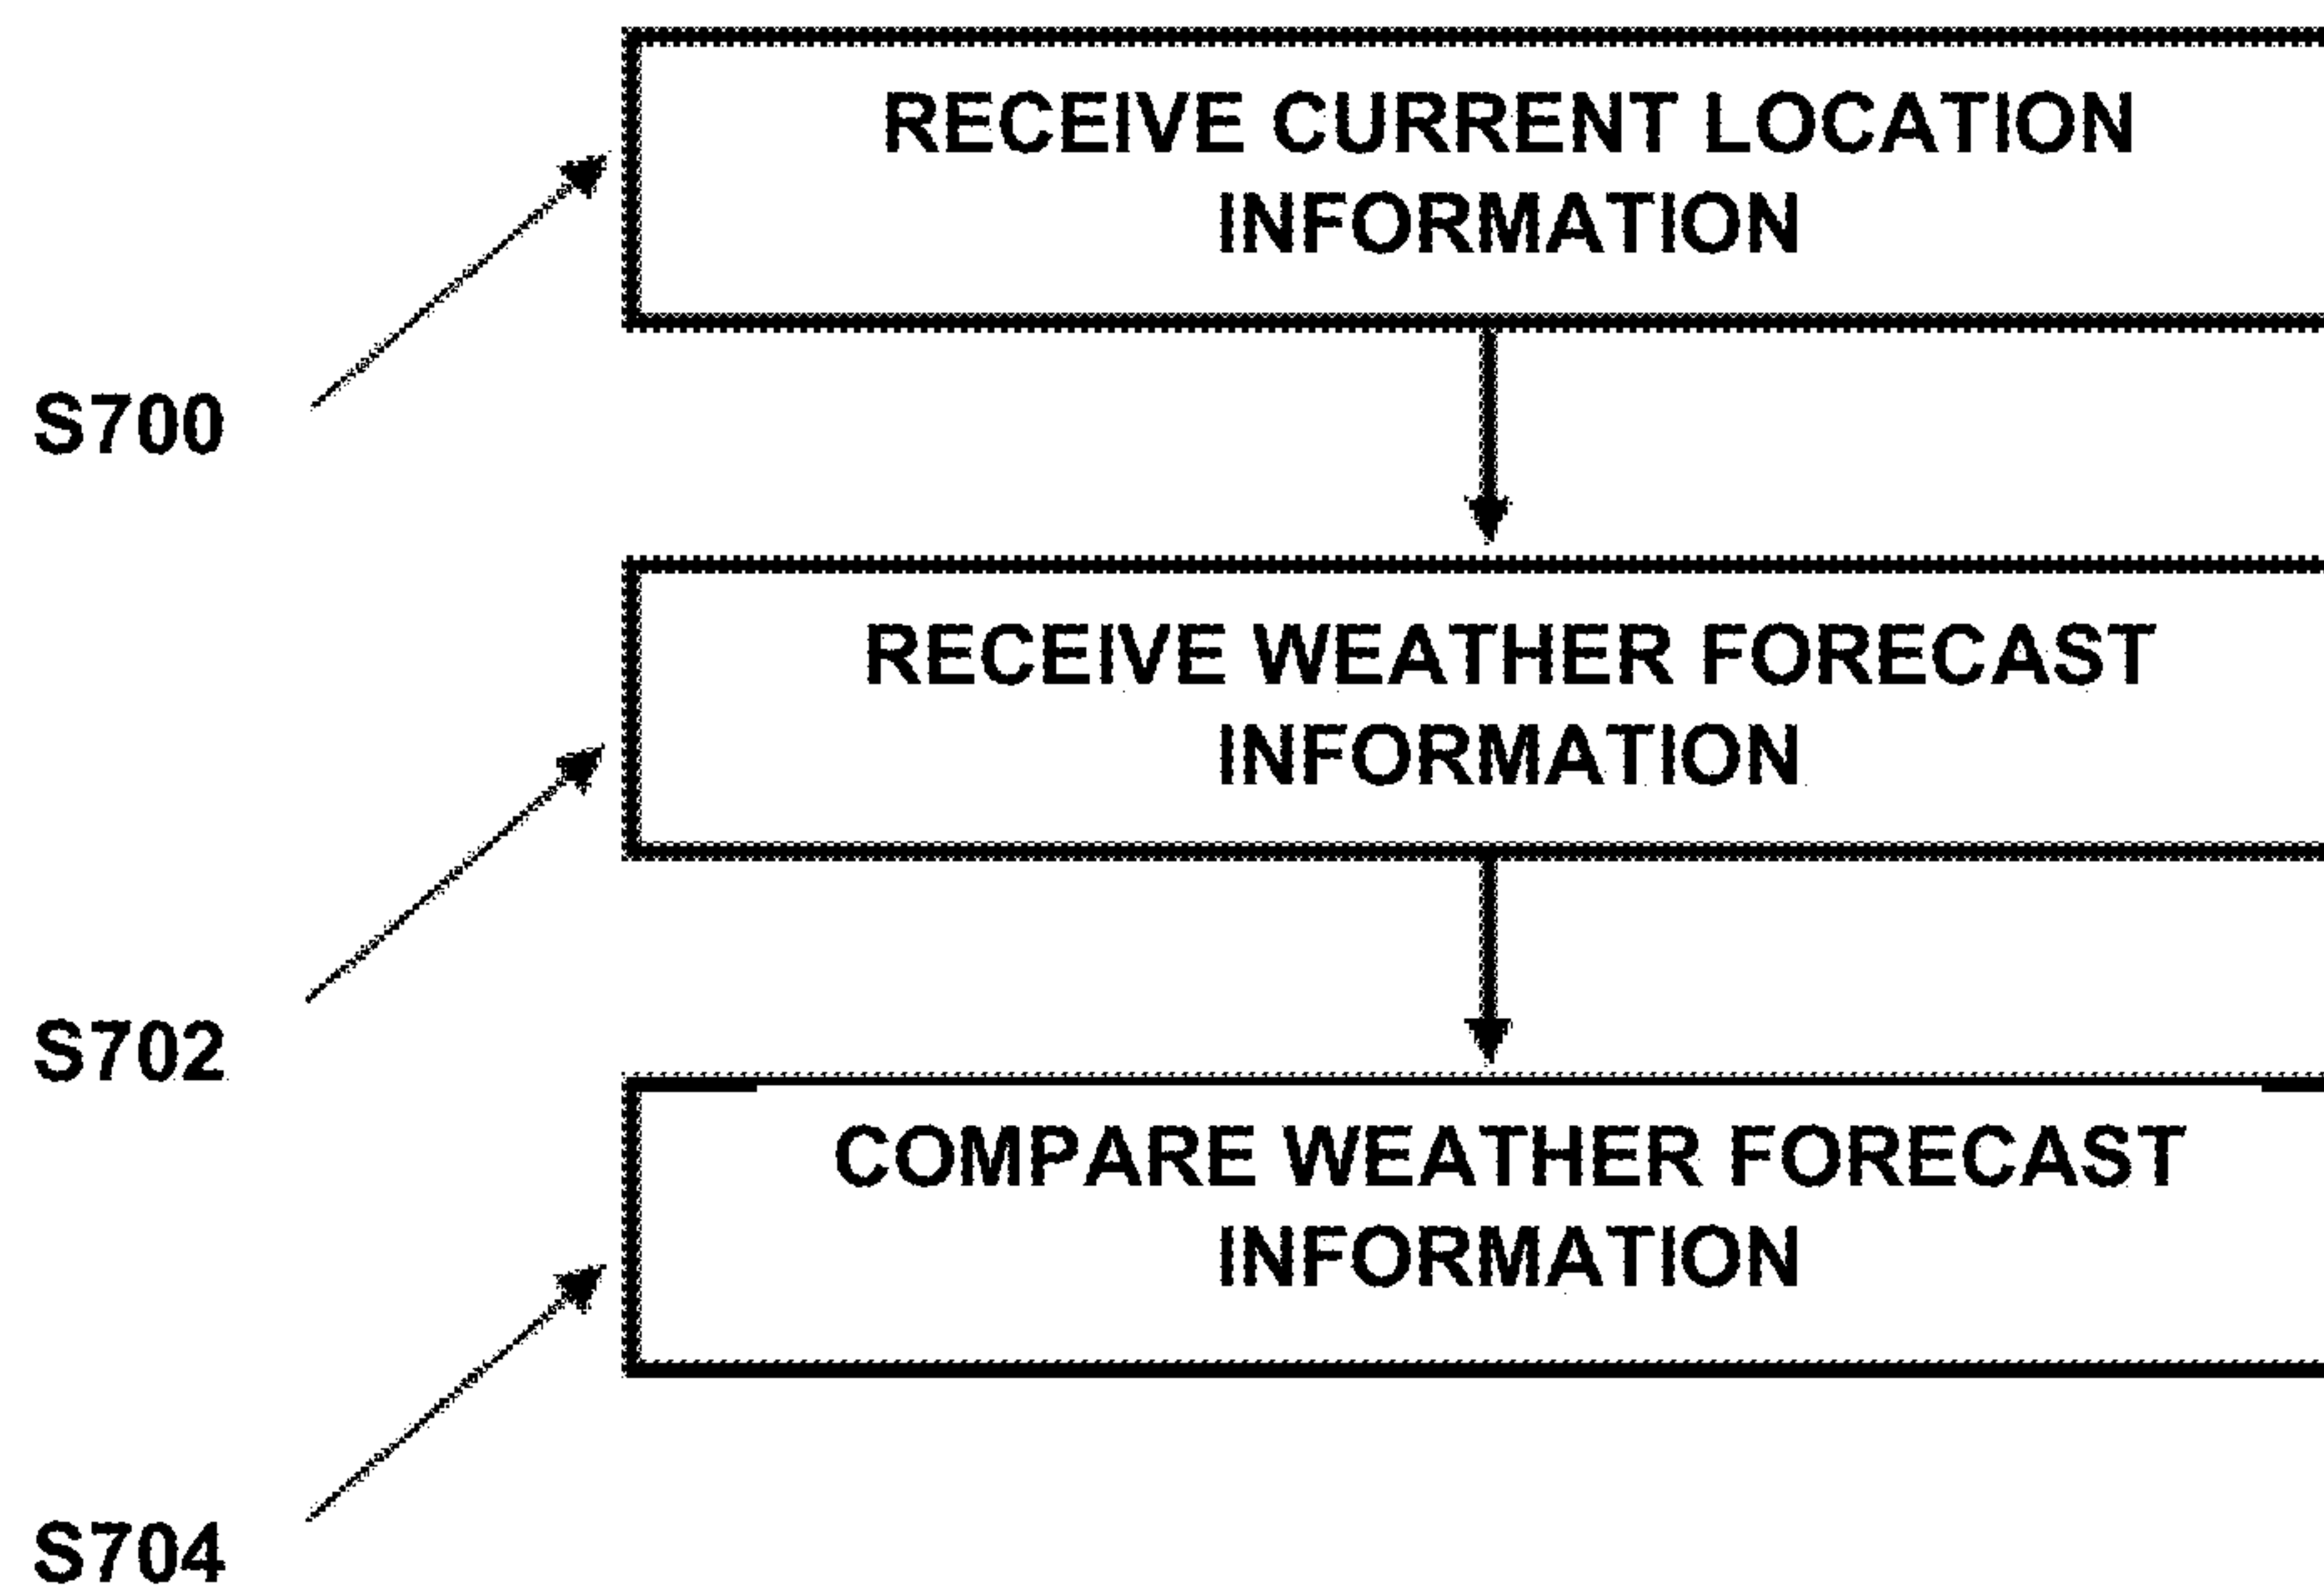 RECEIVE CURRENT LOCATION
INFORMATION
S700
RECEIVE WEATHER FORECAST
INFORMATION
S702
COMPARE WEATHER FORECAST
INFORMATION
S704